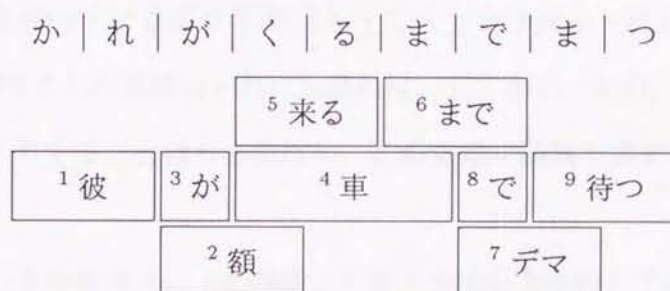 か | れ | が | く | る | ま | で | ま | つ
5 来る 6 まで
1 彼 3 が 4 車 8 で 9 待つ
2 額 7 デマ